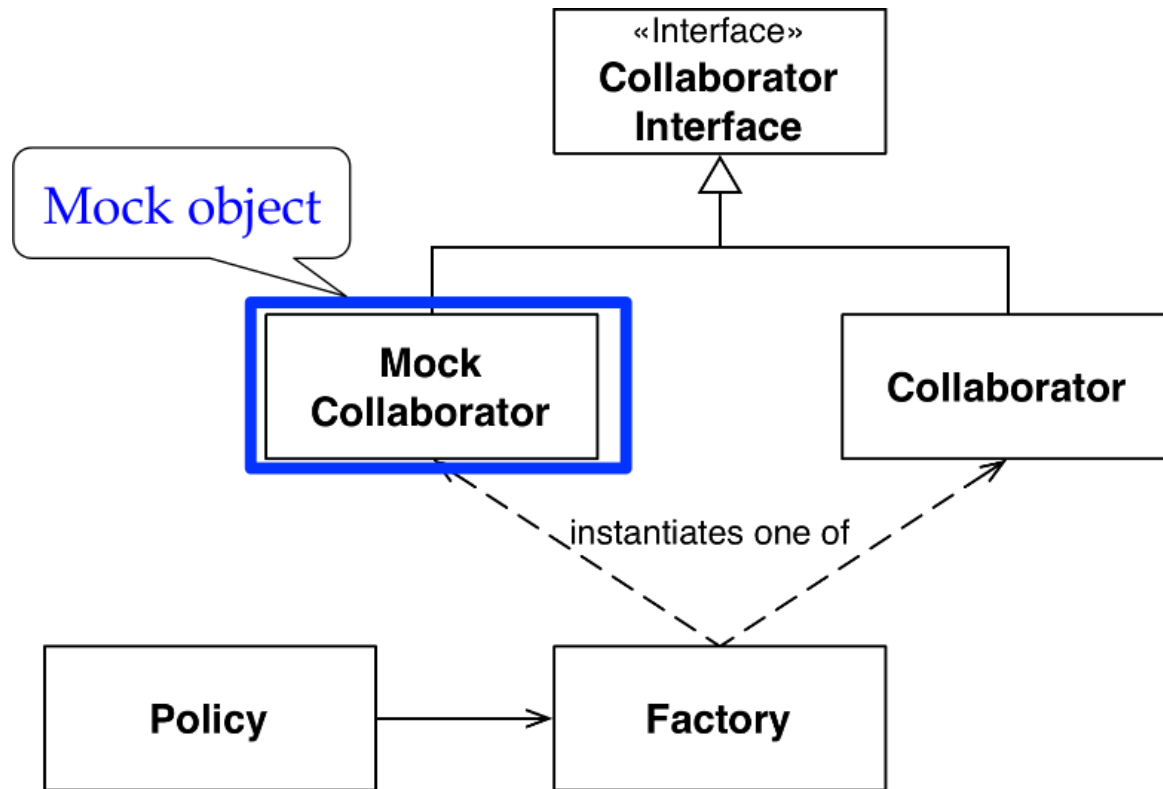 «Interface»
Collaborator
Interface
Mock object
Mock
Collaborator
Collaborator
instantiates one of
Policy
Factory